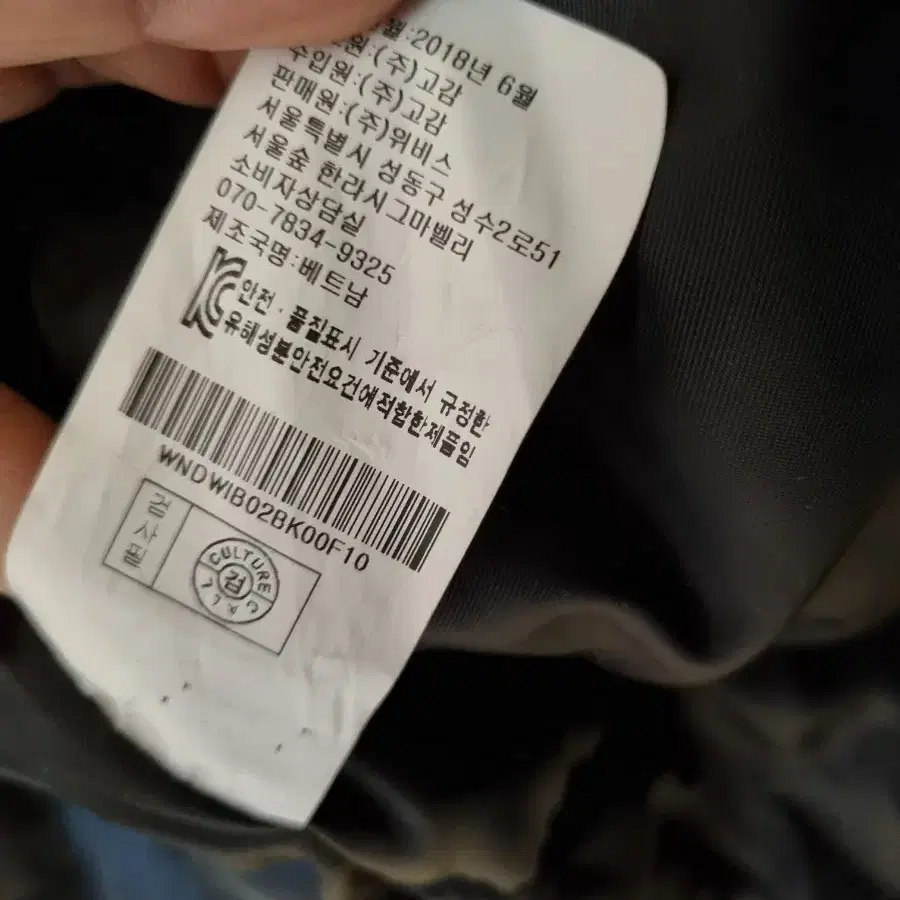 월:2018년 6월
원:(주)고감
수입원:(주)고감
판매원:(주)위비스
서울특별시 성동구 성수2로51
서울숲 한라시그마밸리
소비자상담실
070-7834-9325
제조국명:베트남
안전·품질표시 기준에서 규정한
유해성분안전요건에적합한제품임
WNDWIB02BK00F10
검사필
CULTURE CALL
검